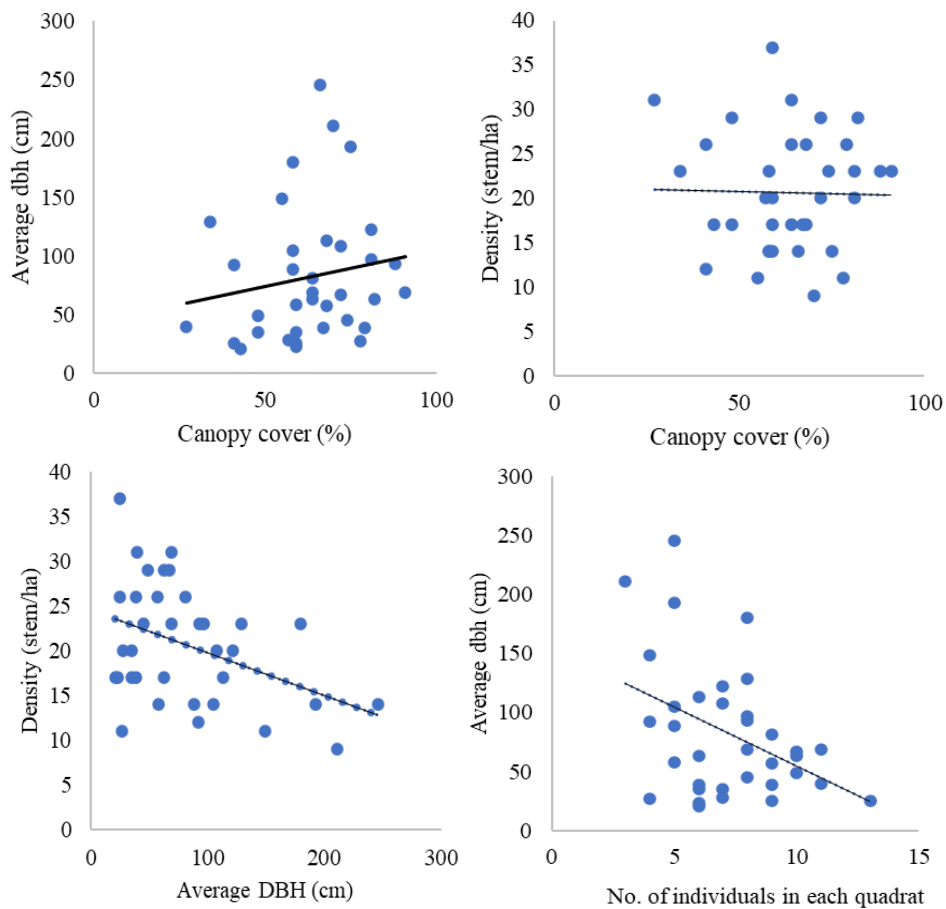 300
250
200
150
100
50
0
Average dbh (cm)
0 50 100
Canopy cover (%)
40
35
30
25
20
15
10
5
0
Density (stem/ha)
0 50 100
Canopy cover (%)
40
35
30
25
20
15
10
5
0
Density (stem/ha)
0 100 200 300
Average DBH (cm)
300
250
200
150
100
50
0
Average dbh (cm)
0 5 10 15
No. of individuals in each quadrat